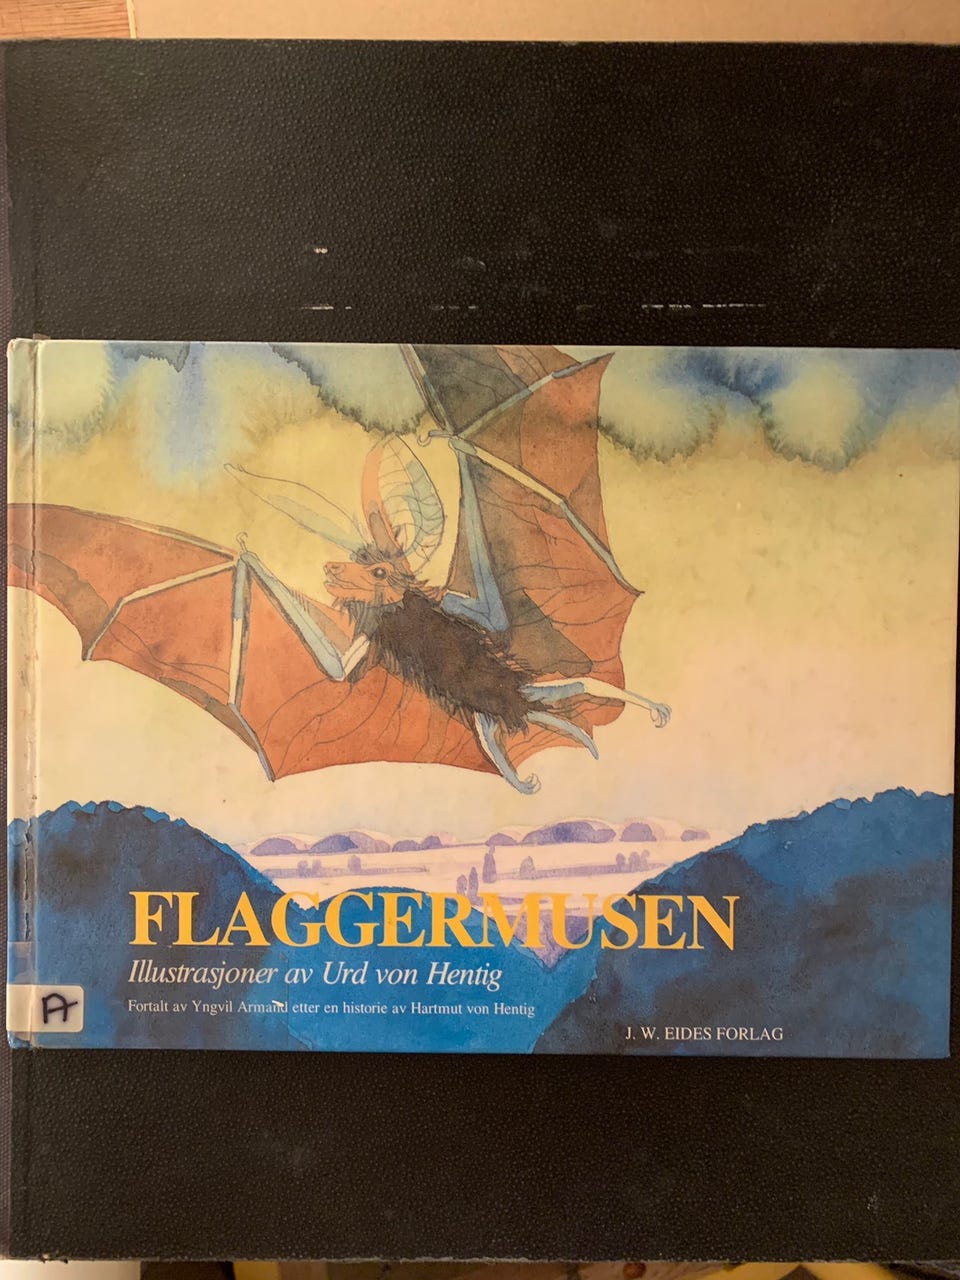 FLAGGERMUSEN
Illustrasjoner av Urd von Hentig
Fortalt av Yngvil Armand etter en historie av Hartmut von Hentig
J. W. EIDES FORLAG
A